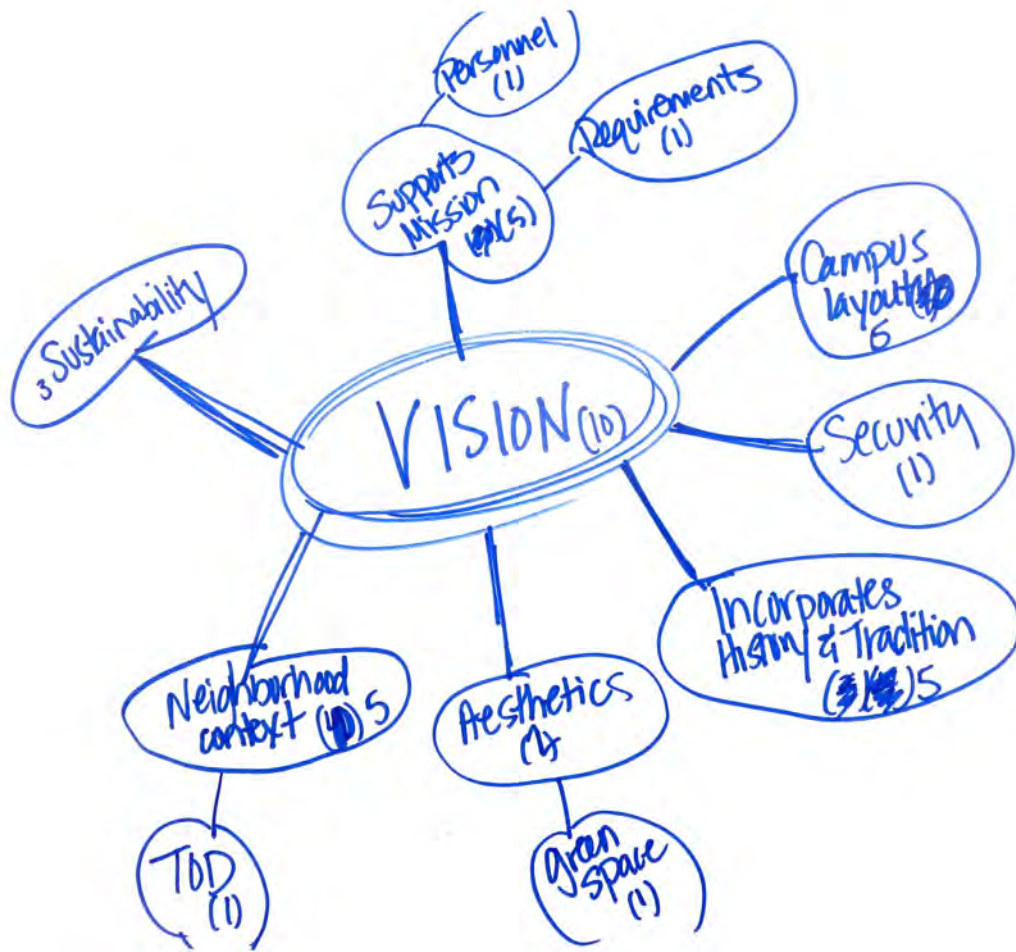 Personnel
(1)
Requirements
(1)
Supports
Mission
(5)
Campus
layout
5
3 Sustainability
VISION (10)
Security
(1)
Incorporates
History & Tradition
5
Neighborhood
context 5
Aesthetics
TOD
(1)
green
space
(1)